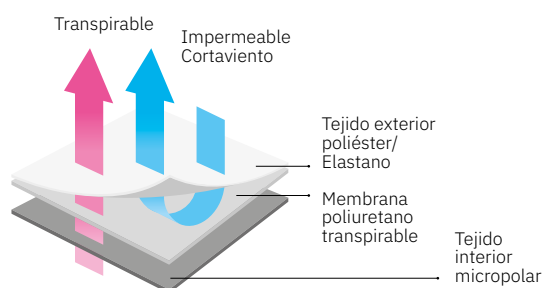 Transpirable
Impermeable
Cortaviento
Tejido exterior
poliéster/
Elastano
Membrana
poliuretano
transpirable
Tejido
interior
micropolar